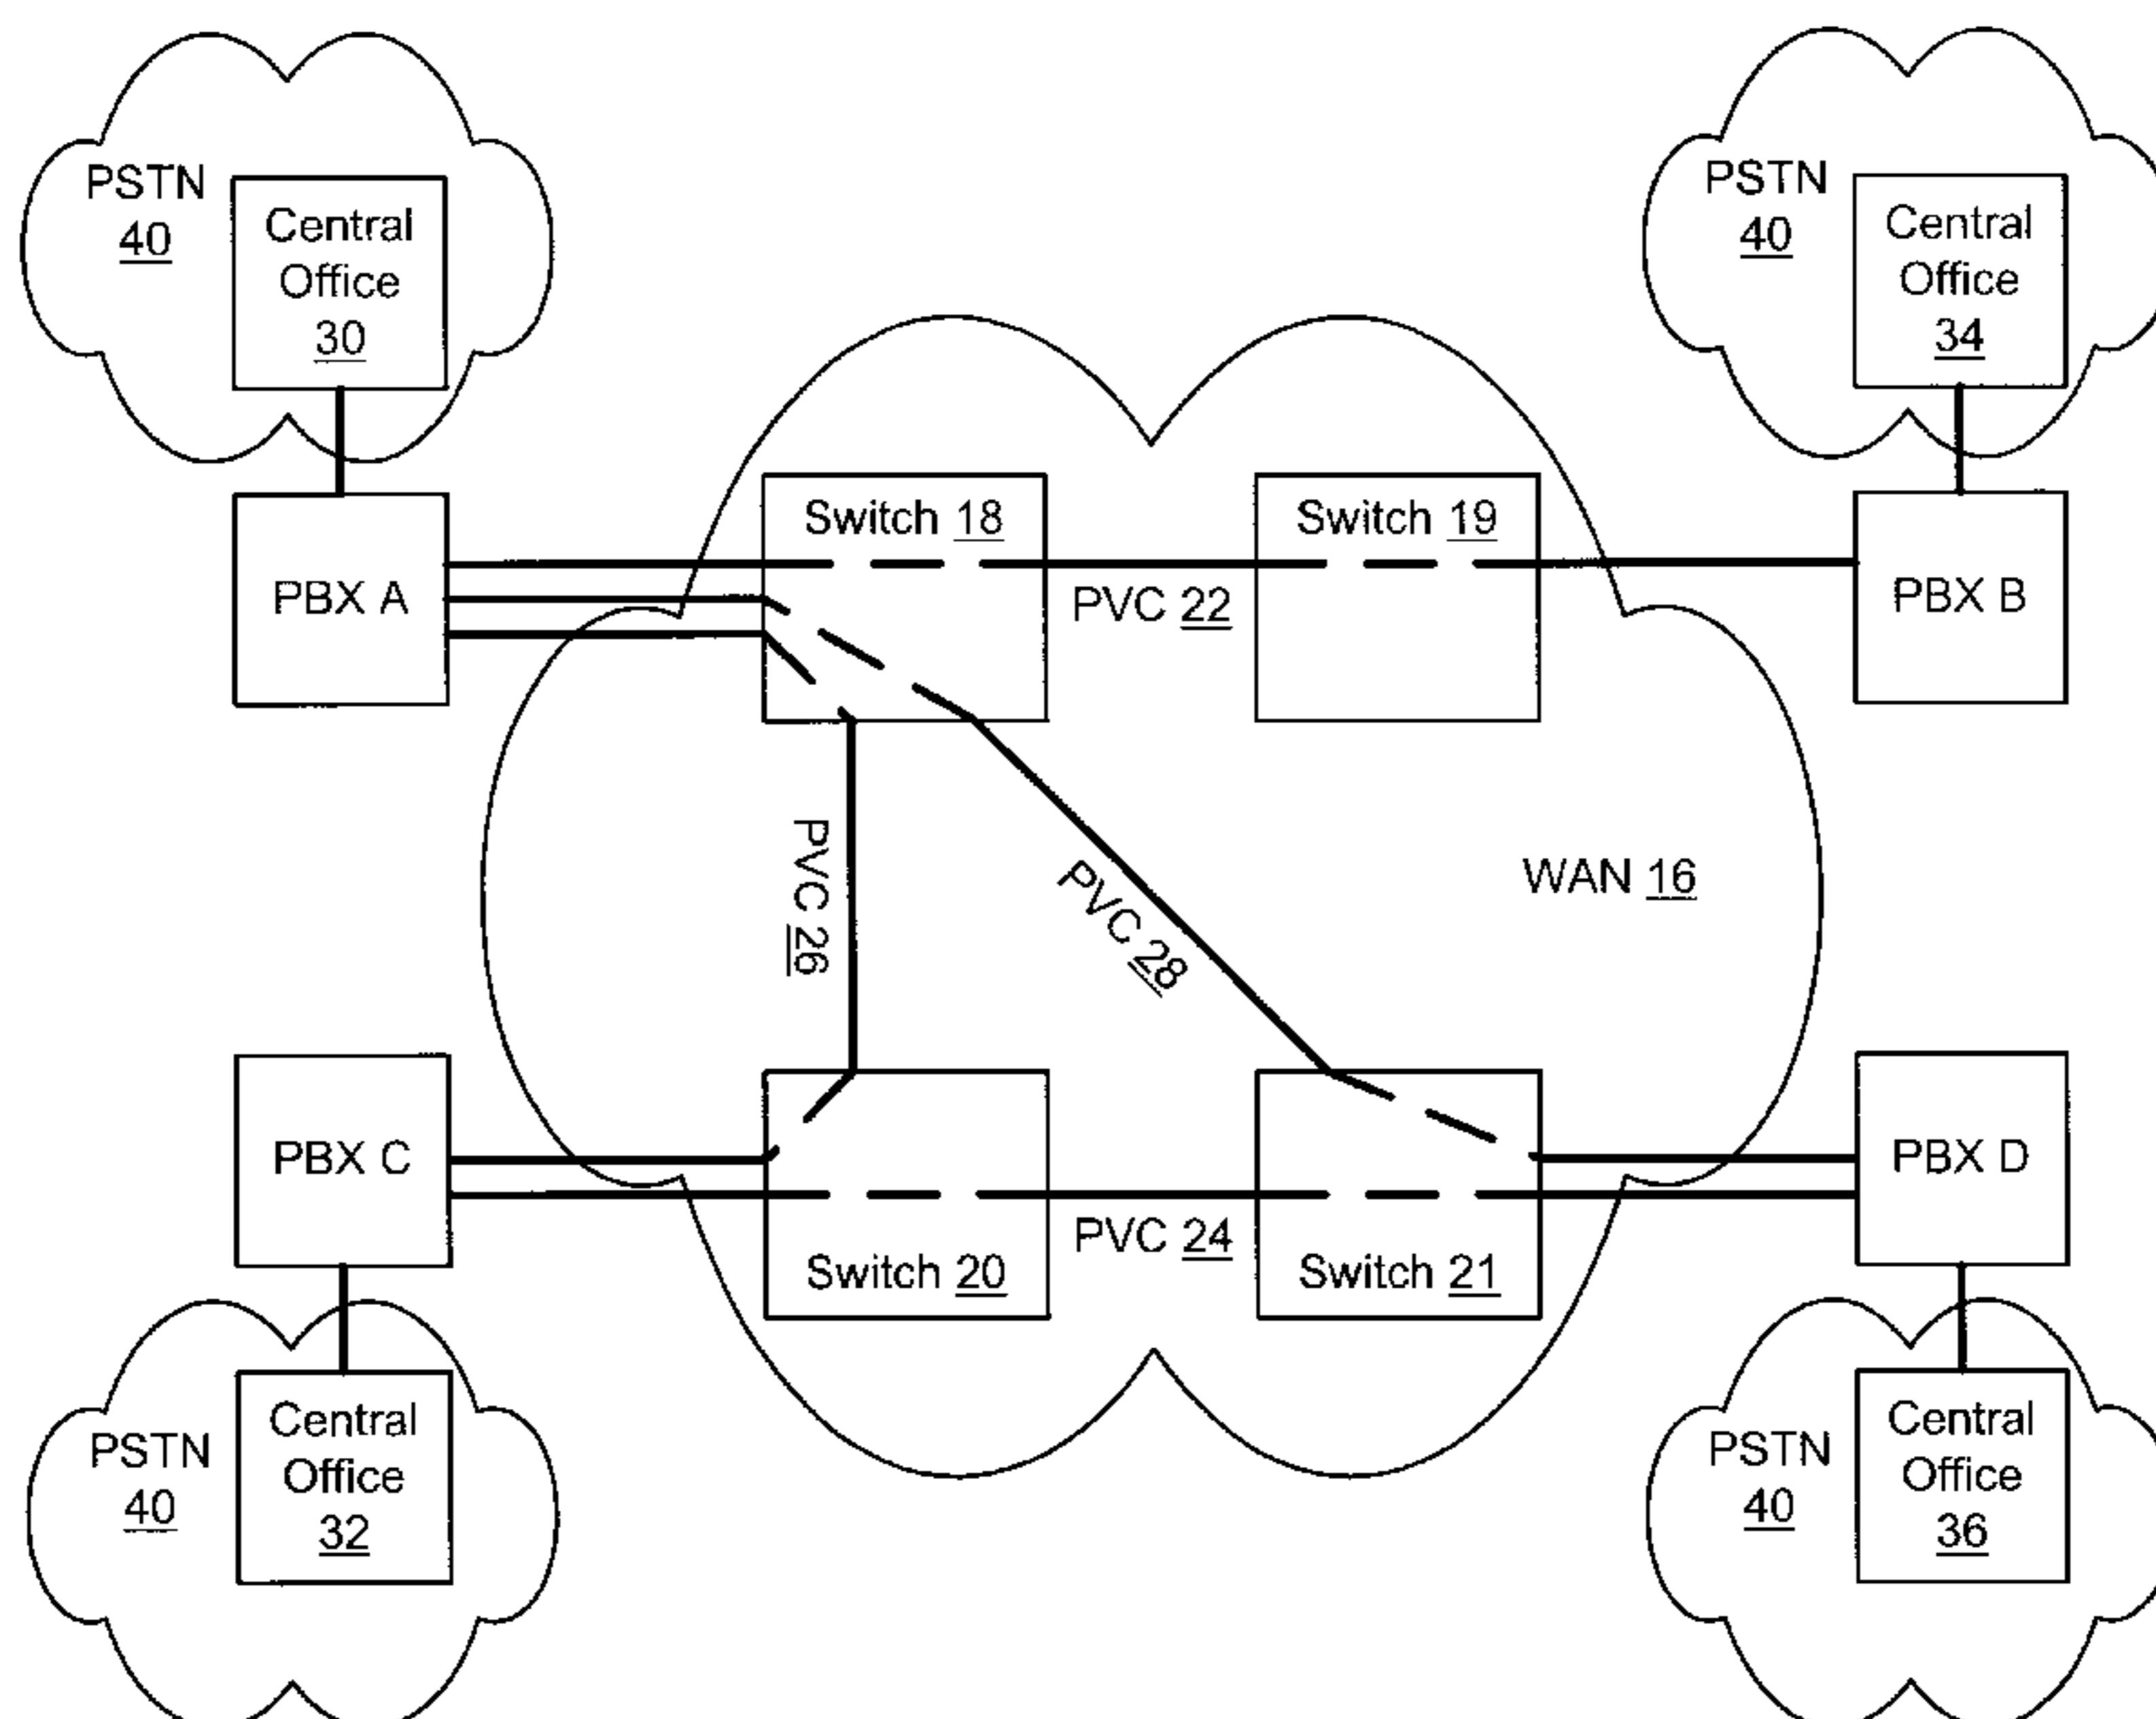 PSTN
40
Central
Office
30
PSTN
40
Central
Office
34
PBX A
Switch 18
Switch 19
PVC 22
PBX B
PVC 26
PVC 28
WAN 16
PBX C
PVC 24
Switch 20
Switch 21
PBX D
PSTN
40
Central
Office
32
PSTN
40
Central
Office
36